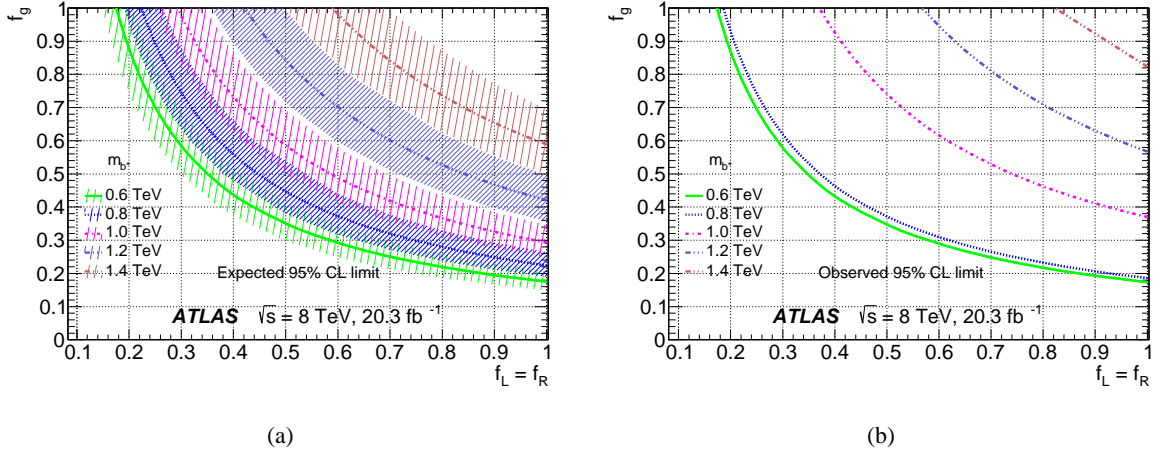 f_g
1
0.9
0.8
0.7
0.6
0.5
0.4
0.3
0.2
0.1
0
m_b*
0.6 TeV
0.8 TeV
1.0 TeV
1.2 TeV
1.4 TeV
Expected 95% CL limit
ATLAS √s = 8 TeV, 20.3 fb⁻¹
0.1 0.2 0.3 0.4 0.5 0.6 0.7 0.8 0.9 1
f_L = f_R
(a)
f_g
1
0.9
0.8
0.7
0.6
0.5
0.4
0.3
0.2
0.1
0
m_b*
0.6 TeV
0.8 TeV
1.0 TeV
1.2 TeV
1.4 TeV
Observed 95% CL limit
ATLAS √s = 8 TeV, 20.3 fb⁻¹
0.1 0.2 0.3 0.4 0.5 0.6 0.7 0.8 0.9 1
f_L = f_R
(b)